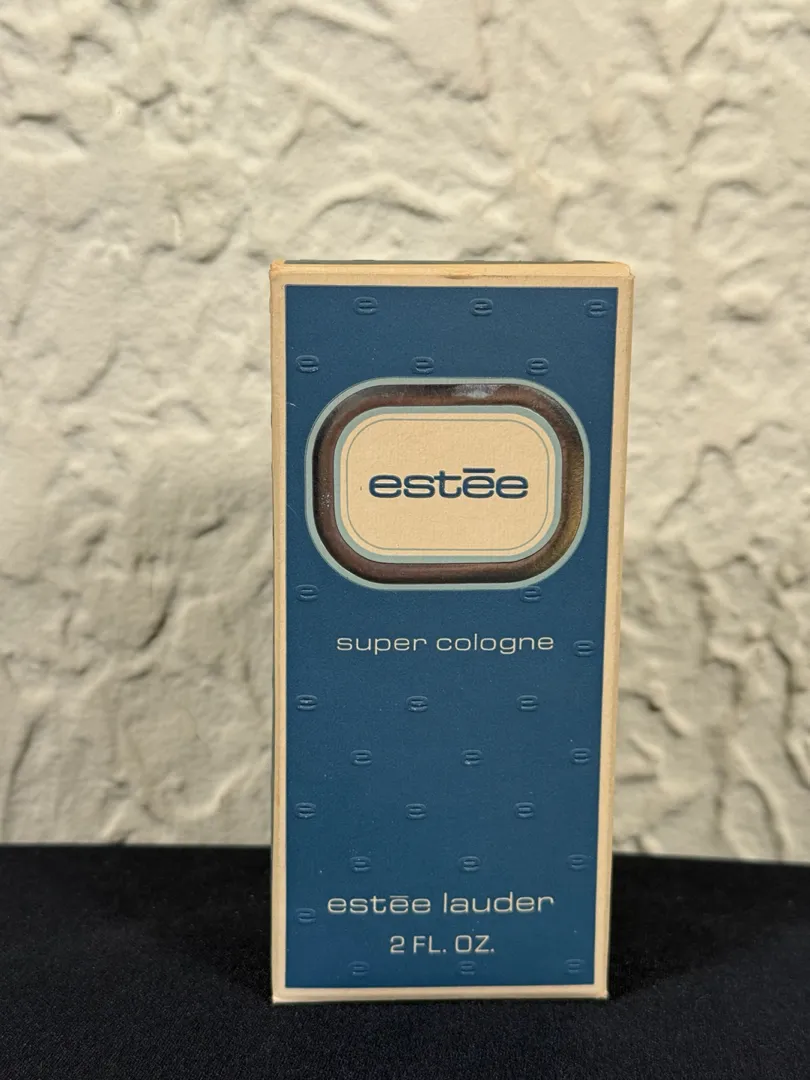 estēe
super cologne
estēe lauder
2 FL. OZ.